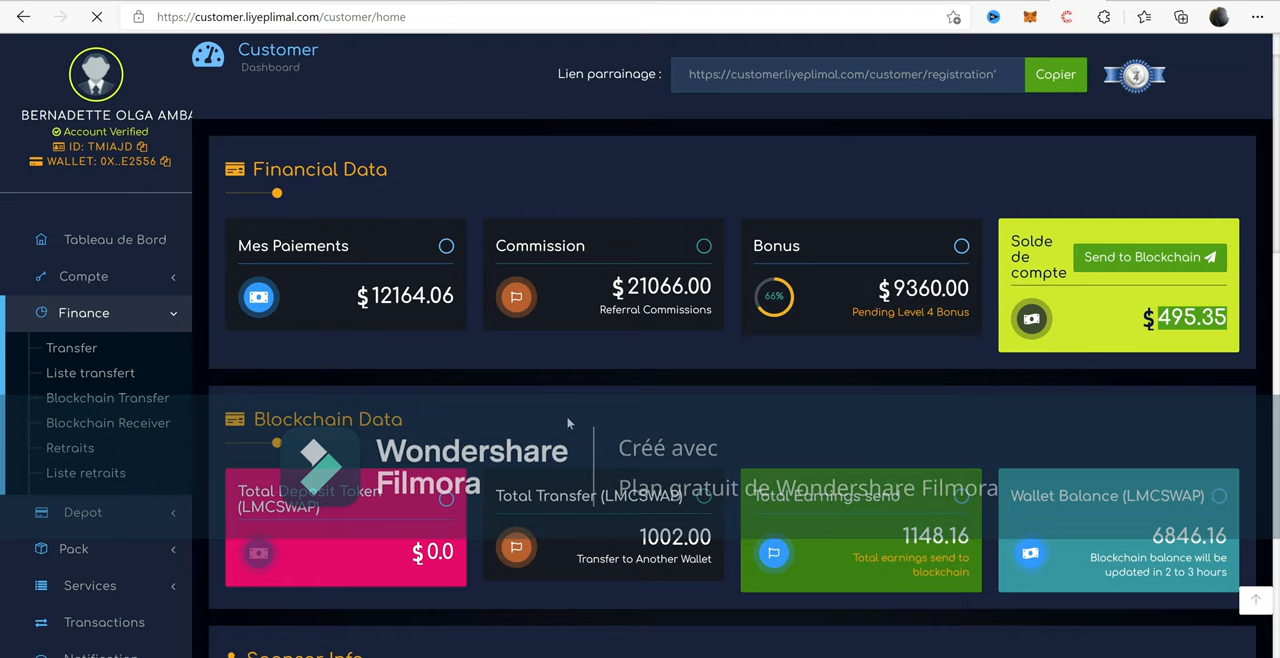 https://customer.liyeplimal.com/customer/home
Customer
Dashboard
Lien parrainage :
https://customer.liyeplimal.com/customer/registration'
Copier
BERNADETTE OLGA AMBA
Account Verified
ID: TMIAJD
WALLET: 0X..E2556
Tableau de Bord
Compte
Finance
Transfer
Liste transfert
Blockchain Transfer
Blockchain Receiver
Retraits
Liste retraits
Depot
Pack
Services
Transactions
Notification
Financial Data
Mes Paiements
$12164.06
Commission
$21066.00
Referral Commissions
Bonus
66%
$9360.00
Pending Level 4 Bonus
Solde
de
compte
Send to Blockchain
$495.35
Blockchain Data
Total Deposit Token
(LMCSWAP)
$0.0
Total Transfer (LMCSWAP)
1002.00
Transfer to Another Wallet
Total Earnings send
1148.16
Total earnings send to
blockchain
Wallet Balance (LMCSWAP)
6846.16
Blockchain balance will be
updated in 2 to 3 hours
Wondershare
Filmora
Créé avec
Plan gratuit de Wondershare Filmora
Sponsor Info